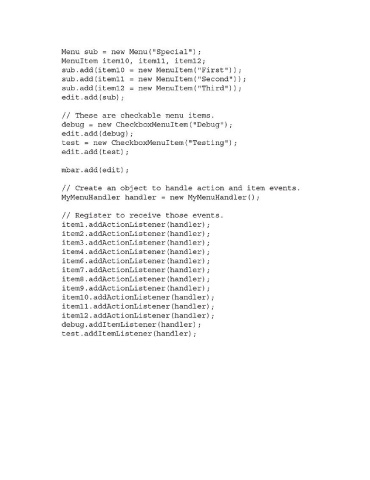 Menu sub = new Menu("Special");
MenuItem item10, item11, item12;
sub.add(item10 = new MenuItem("First"));
sub.add(item11 = new MenuItem("Second"));
sub.add(item12 = new MenuItem("Third"));
edit.add(sub);
// These are checkable menu items.
debug = new CheckboxMenuItem("Debug");
edit.add(debug);
test = new CheckboxMenuItem("Testing");
edit.add(test);
mbar.add(edit);
// Create an object to handle action and item events.
MyMenuHandler handler = new MyMenuHandler();
// Register to receive those events.
item1.addActionListener(handler);
item2.addActionListener(handler);
item3.addActionListener(handler);
item4.addActionListener(handler);
item6.addActionListener(handler);
item7.addActionListener(handler);
item8.addActionListener(handler);
item9.addActionListener(handler);
item10.addActionListener(handler);
item11.addActionListener(handler);
item12.addActionListener(handler);
debug.addItemListener(handler);
test.addItemListener(handler);